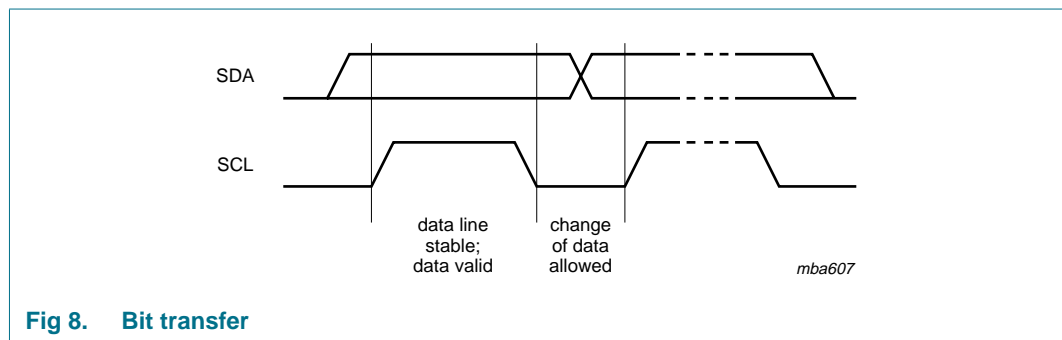 SDA
SCL
data line
stable;
data valid
change
of data
allowed
mba607
Fig 8. Bit transfer